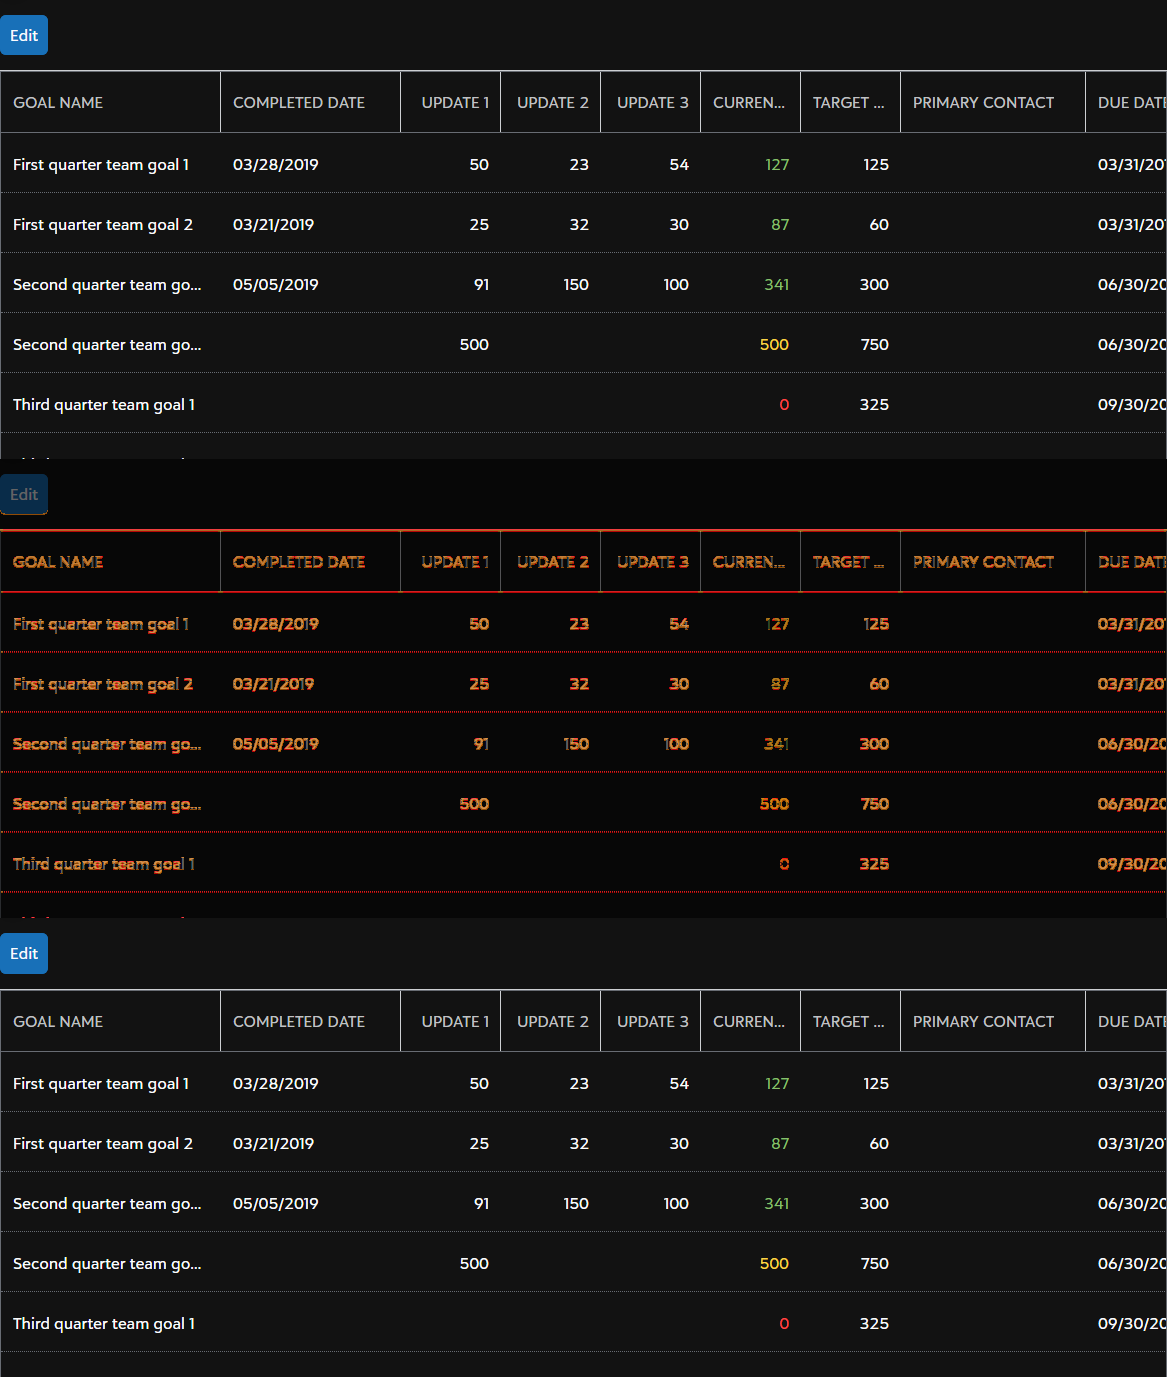 Edit
GOAL NAME COMPLETED DATE UPDATE 1 UPDATE 2 UPDATE 3 CURREN... TARGET ... PRIMARY CONTACT DUE DATE
First quarter team goal 1 03/28/2019 50 23 54 127 125 03/31/201
First quarter team goal 2 03/21/2019 25 32 30 87 60 03/31/201
Second quarter team go... 05/05/2019 91 150 100 341 300 06/30/20
Second quarter team go... 500 500 750 06/30/20
Third quarter team goal 1 0 325 09/30/20
Edit
GOAL NAME COMPLETED DATE UPDATE 1 UPDATE 2 UPDATE 3 CURREN... TARGET ... PRIMARY CONTACT DUE DATE
First quarter team goal 1 03/28/2019 50 23 54 127 125 03/31/201
First quarter team goal 2 03/21/2019 25 32 30 87 60 03/31/201
Second quarter team go... 05/05/2019 91 150 100 341 300 06/30/20
Second quarter team go... 500 500 750 06/30/20
Third quarter team goal 1 0 325 09/30/20
Edit
GOAL NAME COMPLETED DATE UPDATE 1 UPDATE 2 UPDATE 3 CURREN... TARGET ... PRIMARY CONTACT DUE DATE
First quarter team goal 1 03/28/2019 50 23 54 127 125 03/31/201
First quarter team goal 2 03/21/2019 25 32 30 87 60 03/31/201
Second quarter team go... 05/05/2019 91 150 100 341 300 06/30/20
Second quarter team go... 500 500 750 06/30/20
Third quarter team goal 1 0 325 09/30/20